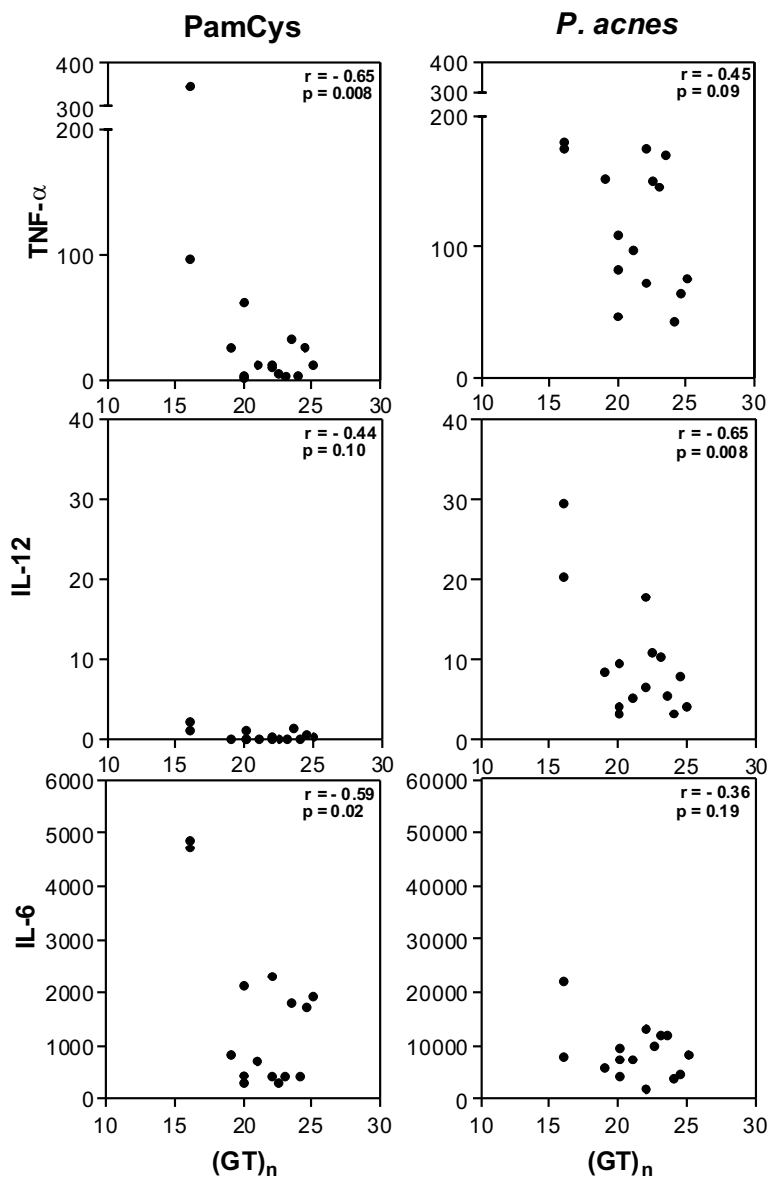 PamCys
P. acnes
TNF-α
400
300
200
100
0
r = - 0.65
p = 0.008
10 15 20 25 30
400
300
200
100
0
r = - 0.45
p = 0.09
10 15 20 25 30
IL-12
40
30
20
10
0
r = - 0.44
p = 0.10
10 15 20 25 30
40
30
20
10
0
r = - 0.65
p = 0.008
10 15 20 25 30
IL-6
6000
5000
4000
3000
2000
1000
0
r = - 0.59
p = 0.02
10 15 20 25 30
(GT)n
60000
50000
40000
30000
20000
10000
0
r = - 0.36
p = 0.19
10 15 20 25 30
(GT)n